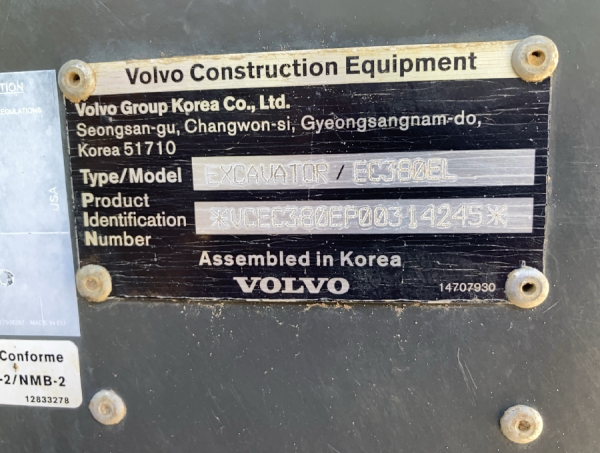 Volvo Construction Equipment
Volvo Group Korea Co., Ltd.
Seongsan-gu, Changwon-si, Gyeongsangnam-do,
Korea 51710
Type/Model EXCAVATOR / EC380EL
Product
Identification *VCEC380EP00314245*
Number
Assembled in Korea
VOLVO
14707930
USA
Conforme
-2/NMB-2
12833278